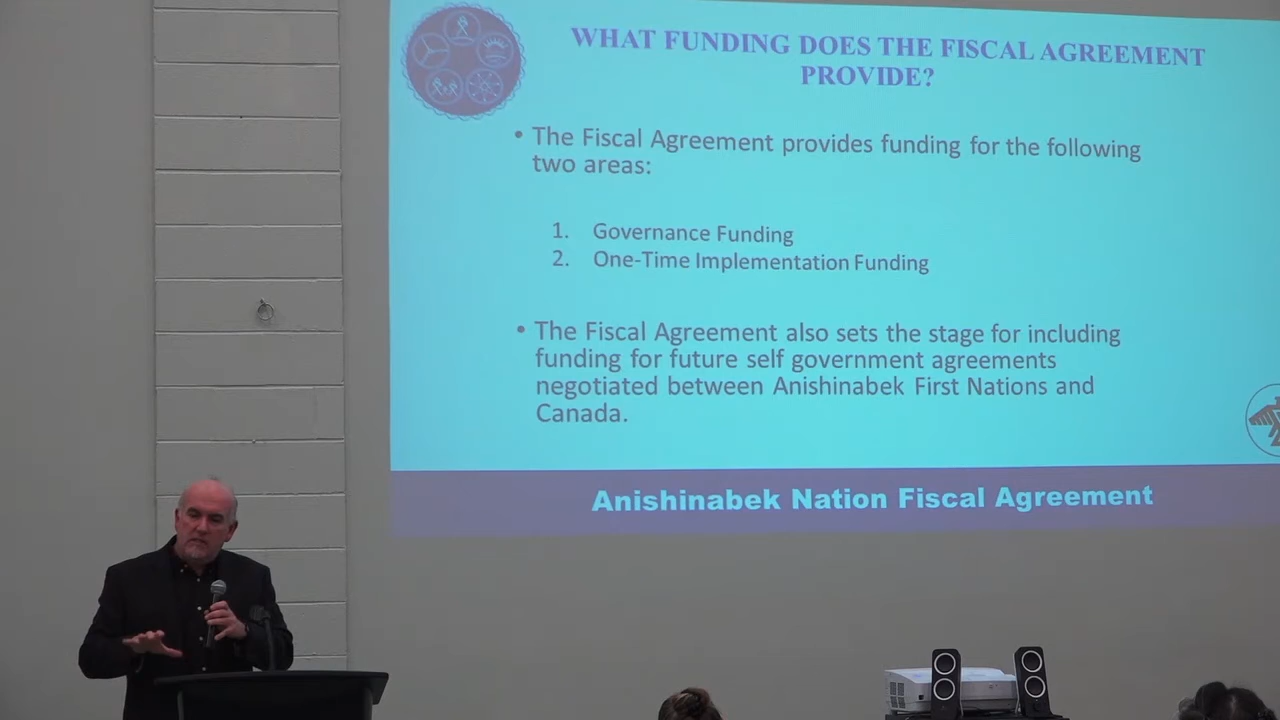 WHAT FUNDING DOES THE FISCAL AGREEMENT
PROVIDE?
• The Fiscal Agreement provides funding for the following
two areas:
1. Governance Funding
2. One-Time Implementation Funding
• The Fiscal Agreement also sets the stage for including
funding for future self government agreements
negotiated between Anishinabek First Nations and
Canada.
Anishinabek Nation Fiscal Agreement